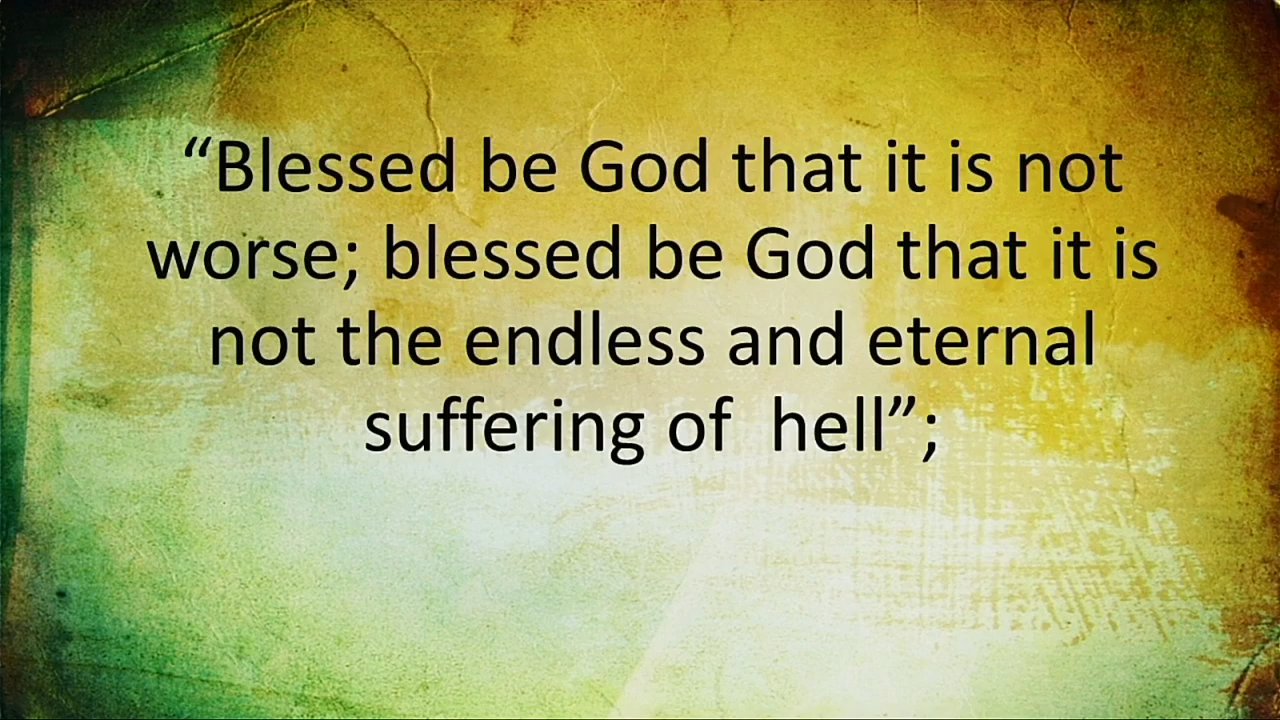 “Blessed be God that it is not
worse; blessed be God that it is
not the endless and eternal
suffering of  hell”;